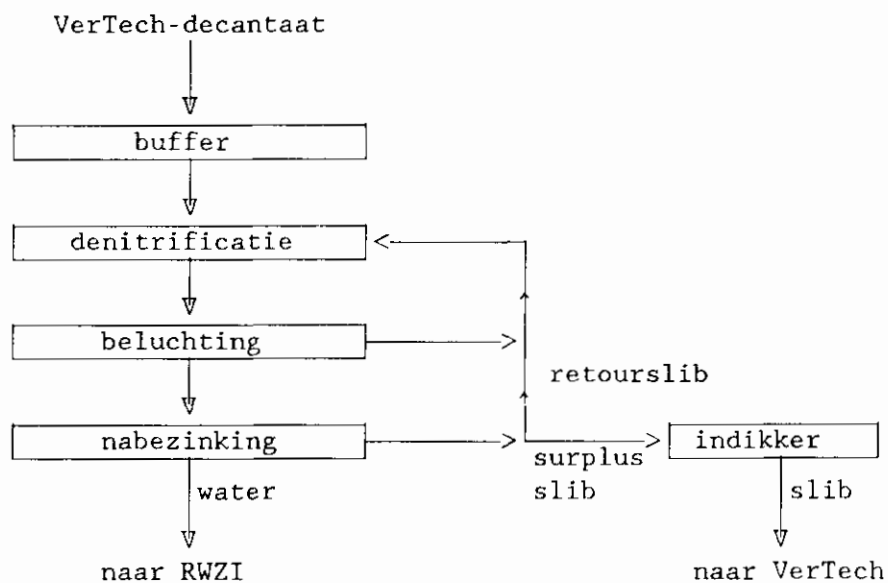 VerTech-decantaat
buffer
denitrificatie
beluchting
retourslib
nabezinking
indikker
surplus
slib
water
slib
naar RWZI
naar VerTech